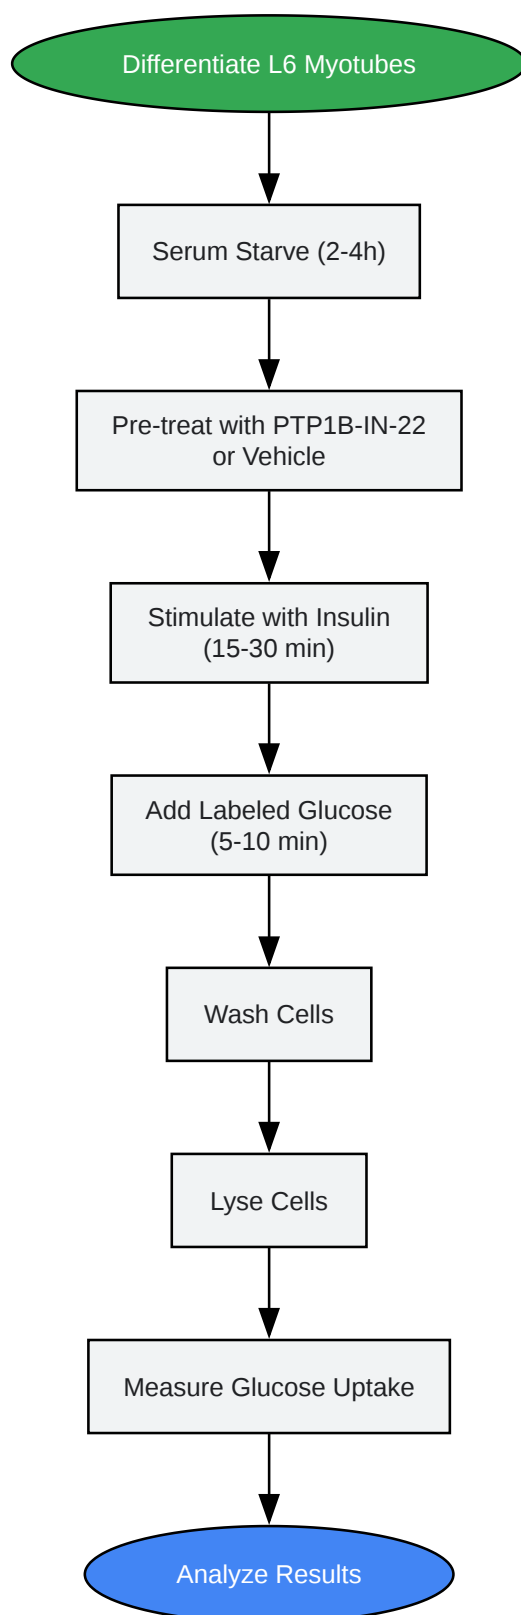 Differentiate L6 Myotubes
Serum Starve (2-4h)
Pre-treat with PTP1B-IN-22
or Vehicle
Stimulate with Insulin
(15-30 min)
Add Labeled Glucose
(5-10 min)
Wash Cells
Lyse Cells
Measure Glucose Uptake
Analyze Results